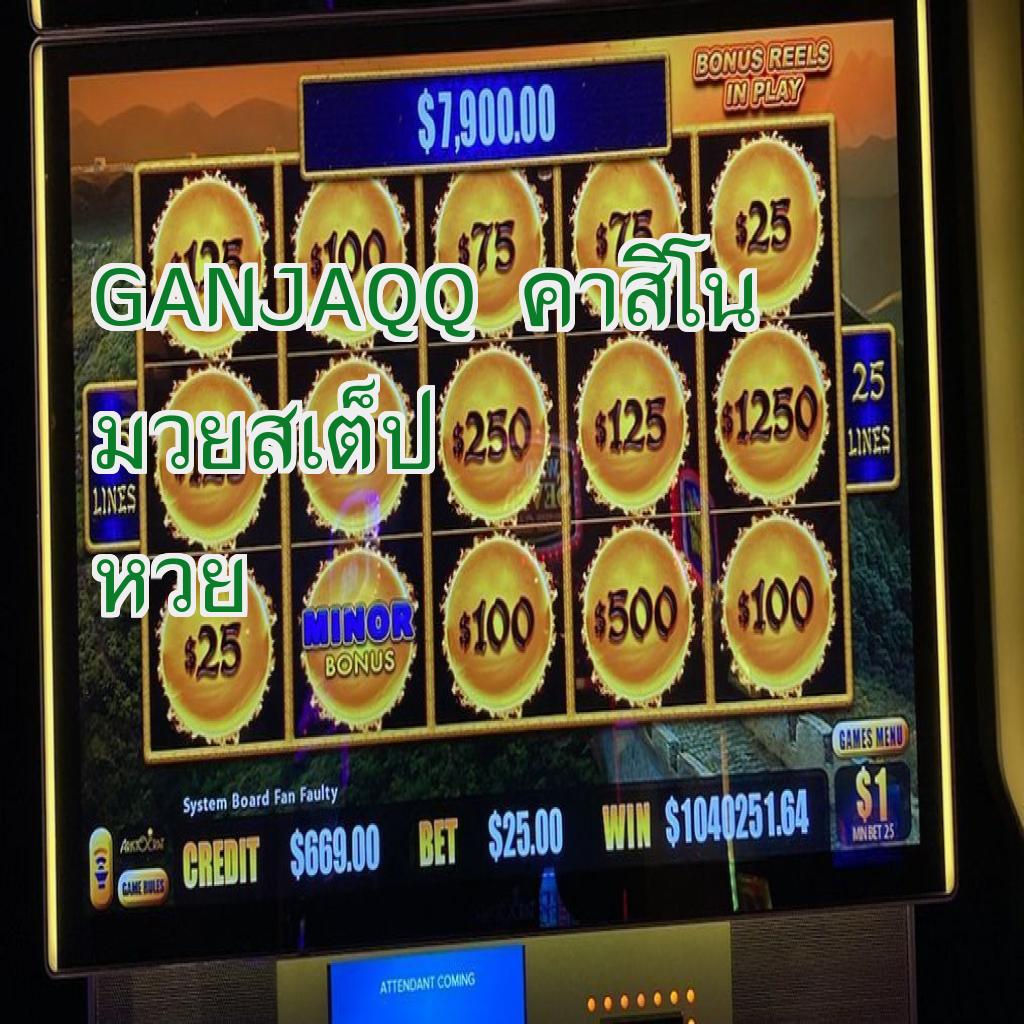 BONUS REELS
IN PLAY
$7,900.00
$125 $100 $75 $75 $25
GANJAQQ คาสิโน
มวยสเต็ป
$250 $125 $1250
25
LINES
LINES
หวย
$25 MINOR
BONUS $100 $500 $100
GAMES MENU
System Board Fan Faulty
$1
MIN BET 25
ARISTOCRAT
GAME RULES
CREDIT $669.00 BET $25.00 WIN $1040251.64
ATTENDANT COMING